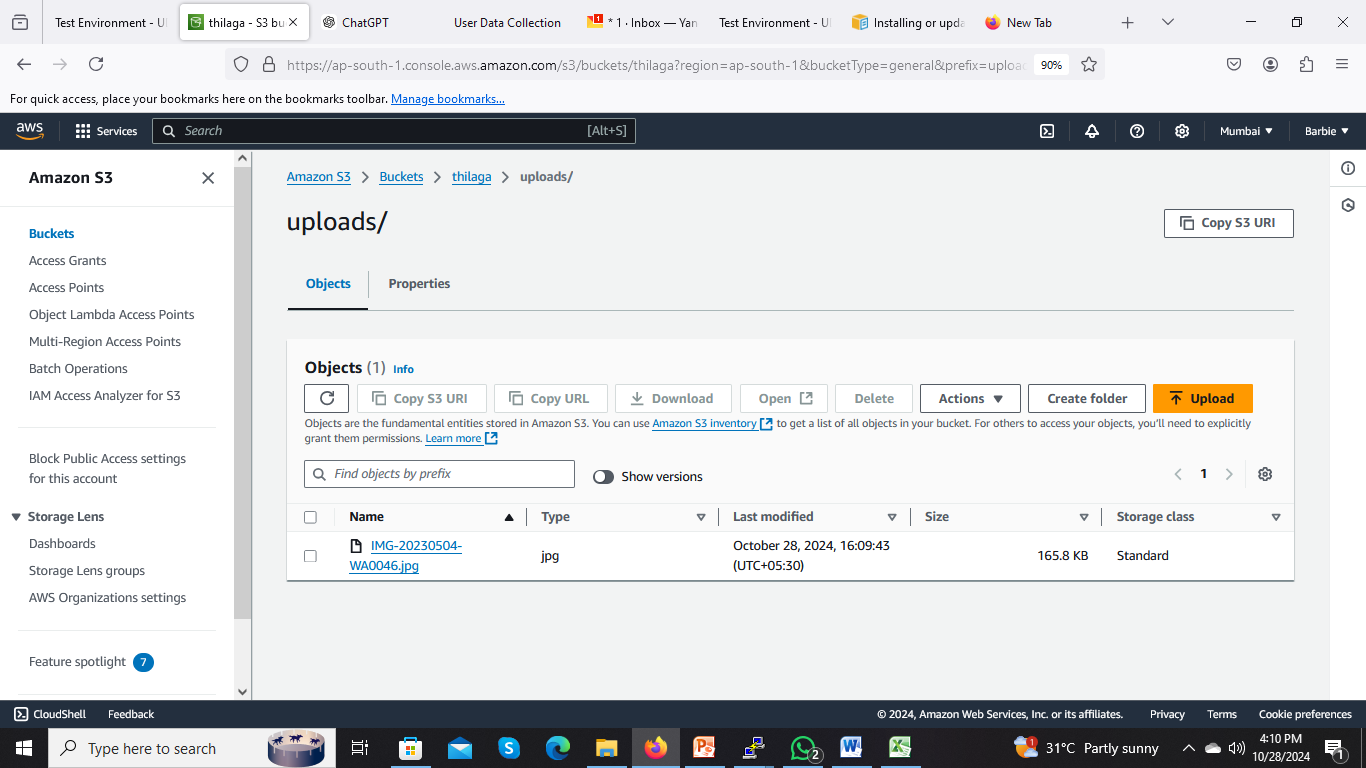 Test Environment - UI
thilaga - S3 bu
ChatGPT
User Data Collection
* 1 · Inbox — Yan
Test Environment - UI
Installing or upda
New Tab
https://ap-south-1.console.aws.amazon.com/s3/buckets/thilaga?region=ap-south-1&bucketType=general&prefix=uploa
90%
For quick access, place your bookmarks here on the bookmarks toolbar. Manage bookmarks...
aws
Services
Search
[Alt+S]
Mumbai
Barbie
Amazon S3
Buckets
Access Grants
Access Points
Object Lambda Access Points
Multi-Region Access Points
Batch Operations
IAM Access Analyzer for S3
Block Public Access settings
for this account
Storage Lens
Dashboards
Storage Lens groups
AWS Organizations settings
Feature spotlight 7
Amazon S3
Buckets
thilaga
uploads/
uploads/
Copy S3 URI
Objects
Properties
Objects (1) Info
Copy S3 URI
Copy URL
Download
Open
Delete
Actions
Create folder
Upload
Objects are the fundamental entities stored in Amazon S3. You can use Amazon S3 inventory to get a list of all objects in your bucket. For others to access your objects, you'll need to explicitly
grant them permissions. Learn more
Find objects by prefix
Show versions
1
Name
Type
Last modified
Size
Storage class
IMG-20230504-
WA0046.jpg
jpg
October 28, 2024, 16:09:43
(UTC+05:30)
165.8 KB
Standard
CloudShell
Feedback
© 2024, Amazon Web Services, Inc. or its affiliates.
Privacy
Terms
Cookie preferences
Type here to search
2
31°C Partly sunny
4:10 PM
10/28/2024
1